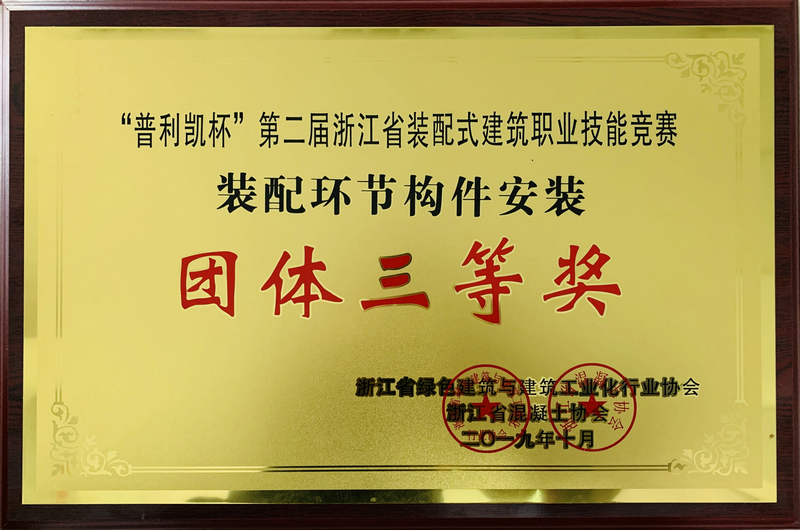 “普利凯杯”第二届浙江省装配式建筑职业技能竞赛
装配环节构件安装
团体三等奖
浙江省绿色建筑与建筑工业化行业协会
浙江省混凝土协会
二〇一九年十月